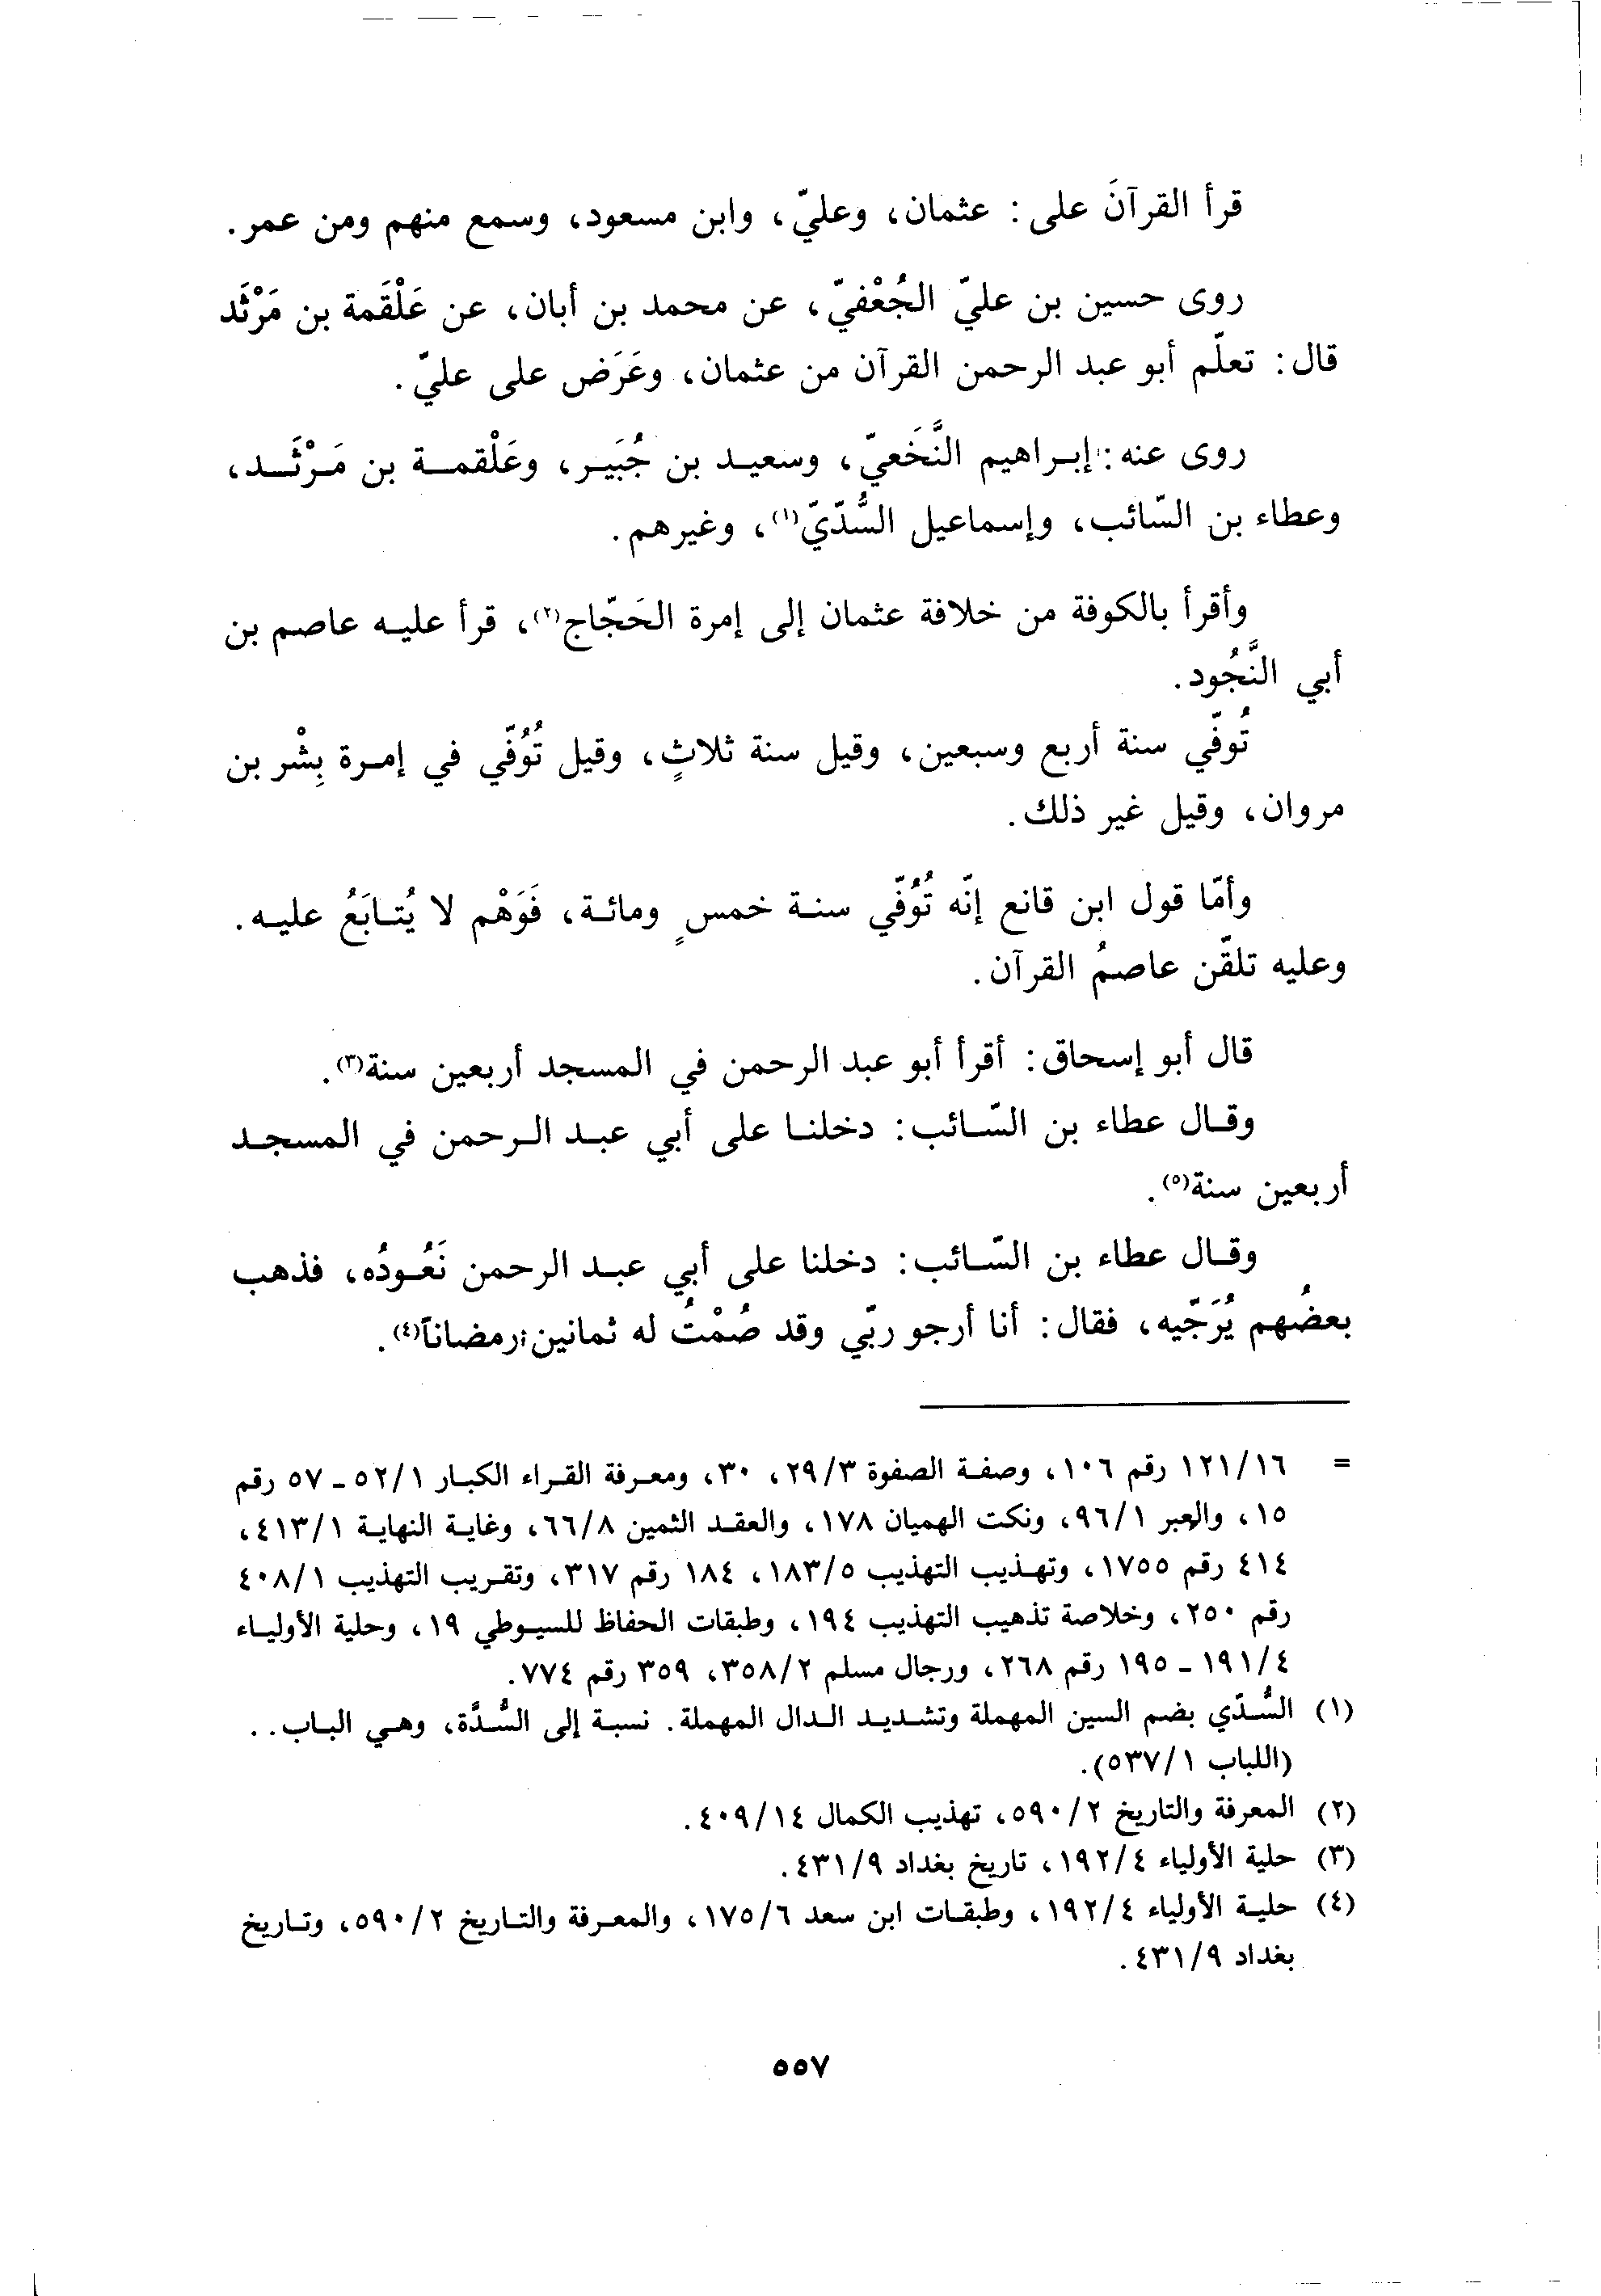 قرأ القرآنَ على: عثمان، وعليّ، وابن مسعود، وسمع منهم ومن عمر.
روى حسين بن عليّ الجُعْفيّ، عن محمد بن أبان، عن عَلْقَمة بن مَرْثَد
قال: تعلّم أبو عبد الرحمن القرآن من عثمان، وعَرَض على عليّ.
روى عنه: إبراهيم النَّخَعيّ، وسعيد بن جُبَير، وعَلْقمة بن مَرْثَد،
وعطاء بن السّائب، وإسماعيل السُّدّيّ(١)، وغيرهم.
وأقرأ بالكوفة من خلافة عثمان إلى إمرة الحَجّاج(٢)، قرأ عليه عاصم بن
أبي النَّجُود.
تُوفّي سنة أربع وسبعين، وقيل سنة ثلاثٍ، وقيل تُوُفّي في إمرة بِشْر بن
مروان، وقيل غير ذلك.
وأمّا قول ابن قانع إنّه تُوُفّي سنة خمسٍ ومائة، فَوَهْم لا يُتابَعُ عليه.
وعليه تلقّن عاصمُ القرآن.
قال أبو إسحاق: أقرأ أبو عبد الرحمن في المسجد أربعين سنة(٣).
وقال عطاء بن السّائب: دخلنا على أبي عبد الرحمن في المسجد
أربعين سنة(٥).
وقال عطاء بن السّائب: دخلنا على أبي عبد الرحمن نَعُودُه، فذهب
بعضُهم يُرَجّيه، فقال: أنا أرجو ربّي وقد صُمْتُ له ثمانين رمضاناً(٤).
= ١٢١/١٦ رقم ١٠٦، وصفة الصفوة ٢٩/٣، ٣٠، ومعرفة القراء الكبار ٥٢/١ ـ ٥٧ رقم
١٥، والعبر ٩٦/١، ونكت الهميان ١٧٨، والعقد الثمين ٦٦/٨، وغاية النهاية ٤١٣/١،
٤١٤ رقم ١٧٥٥، وتهذيب التهذيب ١٨٣/٥، ١٨٤ رقم ٣١٧، وتقريب التهذيب ٤٠٨/١
رقم ٢٥٠، وخلاصة تذهيب التهذيب ١٩٤، وطبقات الحفاظ للسيوطي ١٩، وحلية الأولياء
١٩١/٤ ـ ١٩٥ رقم ٢٦٨، ورجال مسلم ٣٥٨/٢، ٣٥٩ رقم ٧٧٤.
(١) السُّدّي بضم السين المهملة وتشديد الدال المهملة. نسبة إلى السُّدَّة، وهي الباب..
(اللباب ٥٣٧/١).
(٢) المعرفة والتاريخ ٥٩٠/٢، تهذيب الكمال ٤٠٩/١٤.
(٣) حلية الأولياء ١٩٢/٤، تاريخ بغداد ٤٣١/٩.
(٤) حلية الأولياء ١٩٢/٤، وطبقات ابن سعد ١٧٥/٦، والمعرفة والتاريخ ٥٩٠/٢، وتاريخ
بغداد ٤٣١/٩.
٥٥٧